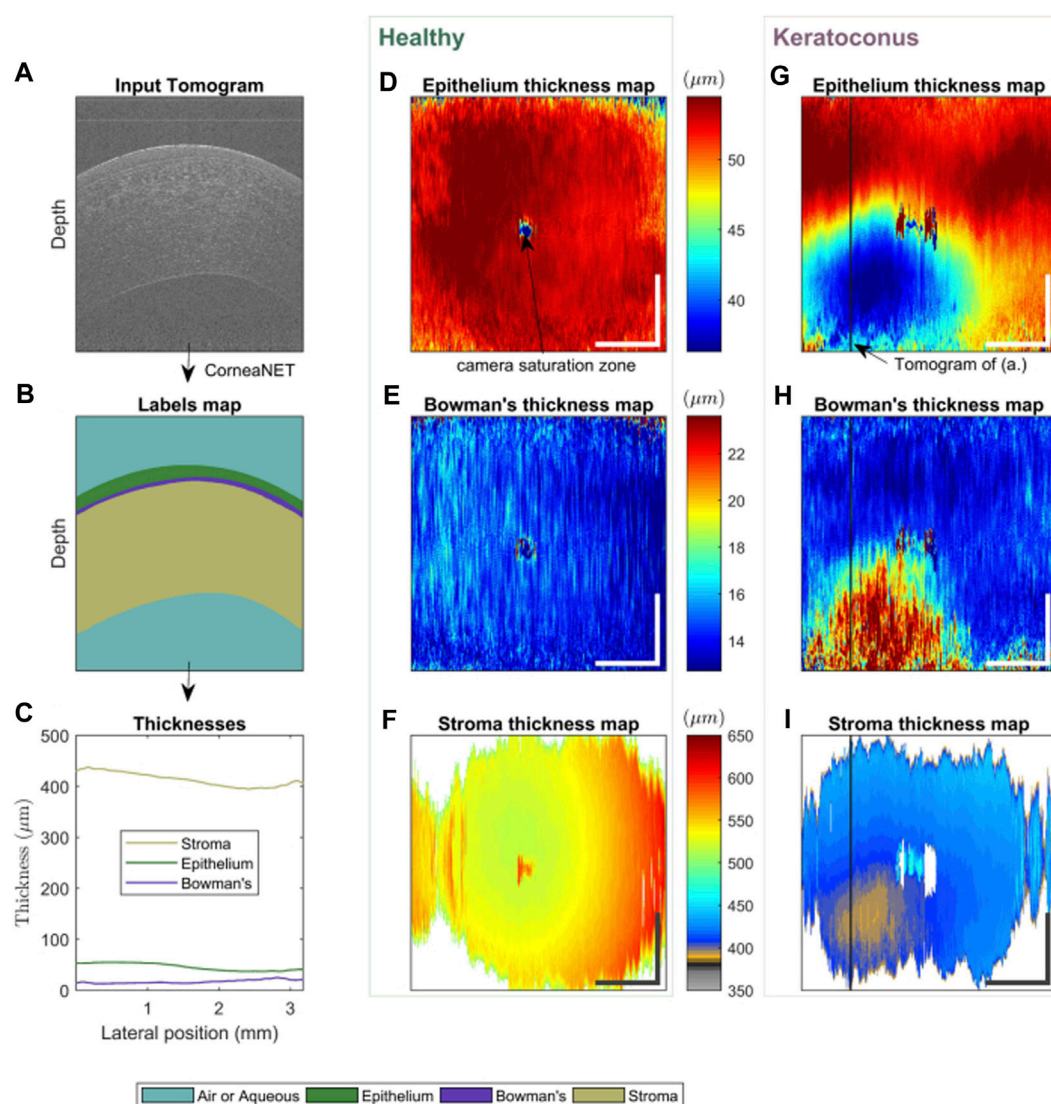 Healthy
Keratoconus
A
Input Tomogram
Depth
CorneaNET
B
Labels map
Depth
C
Thicknesses
Thickness (μm)
500
400
300
200
100
0
Stroma
Epithelium
Bowman's
1
2
3
Lateral position (mm)
D
Epithelium thickness map
(μm)
50
45
40
camera saturation zone
E
Bowman's thickness map
(μm)
22
20
18
16
14
F
Stroma thickness map
(μm)
650
600
550
500
450
400
350
G
Epithelium thickness map
Tomogram of (a.)
H
Bowman's thickness map
I
Stroma thickness map
Air or Aqueous
Epithelium
Bowman's
Stroma